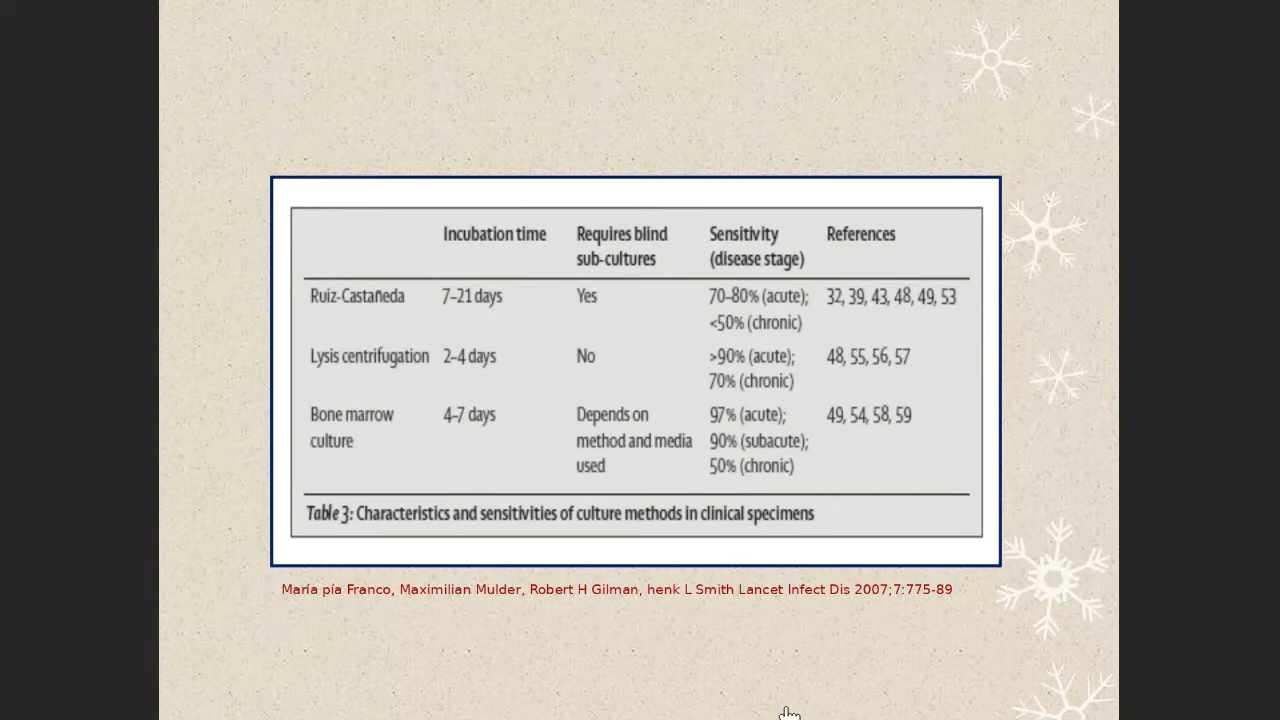 Incubation time Requires blind sub-cultures Sensitivity (disease stage) References
Ruiz-Castañeda 7–21 days Yes 70–80% (acute); <50% (chronic) 32, 39, 43, 48, 49, 53
Lysis centrifugation 2–4 days No >90% (acute); 70% (chronic) 48, 55, 56, 57
Bone marrow culture 4–7 days Depends on method and media used 97% (acute); 90% (subacute); 50% (chronic) 49, 54, 58, 59
Table 3: Characteristics and sensitivities of culture methods in clinical specimens
María pía Franco, Maximilian Mulder, Robert H Gilman, henk L Smith Lancet Infect Dis 2007;7:775-89